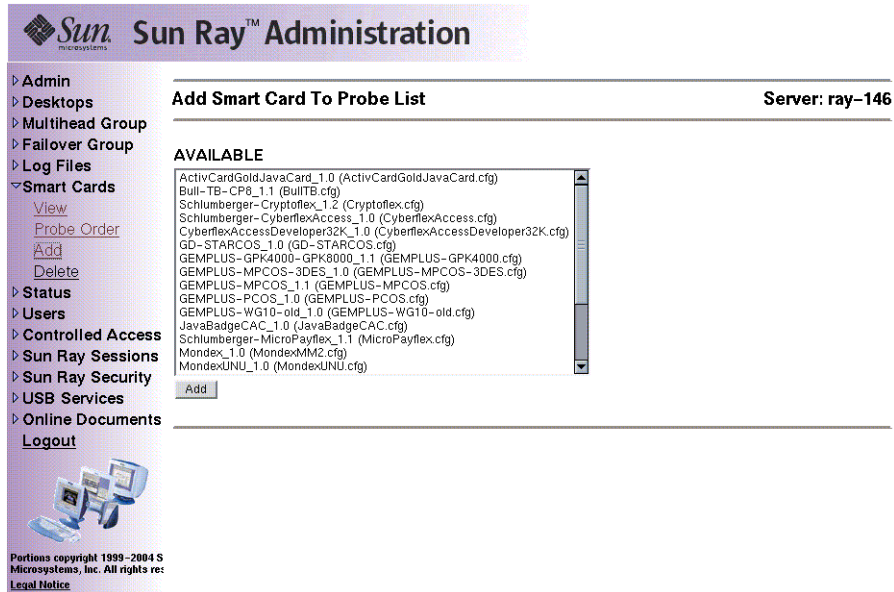 Sun microsystems
Sun Ray™ Administration
Admin
Desktops
Multihead Group
Failover Group
Log Files
Smart Cards
View
Probe Order
Add
Delete
Status
Users
Controlled Access
Sun Ray Sessions
Sun Ray Security
USB Services
Online Documents
Logout
Portions copyright 1999–2004 S
Microsystems, Inc. All rights res
Legal Notice
Add Smart Card To Probe List
Server: ray–146
AVAILABLE
ActivCardGoldJavaCard_1.0 (ActivCardGoldJavaCard.cfg)
Bull-TB-CP8_1.1 (BullTB.cfg)
Schlumberger-Cryptoflex_1.2 (Cryptoflex.cfg)
Schlumberger-CyberflexAccess_1.0 (CyberflexAccess.cfg)
CyberflexAccessDeveloper32K_1.0 (CyberflexAccessDeveloper32K.cfg)
GD-STARCOS_1.0 (GD-STARCOS.cfg)
GEMPLUS-GPK4000-GPK8000_1.1 (GEMPLUS-GPK4000.cfg)
GEMPLUS-MPCOS-3DES_1.0 (GEMPLUS-MPCOS-3DES.cfg)
GEMPLUS-MPCOS_1.1 (GEMPLUS-MPCOS.cfg)
GEMPLUS-PCOS_1.0 (GEMPLUS-PCOS.cfg)
GEMPLUS-WG10-old_1.0 (GEMPLUS-WG10-old.cfg)
JavaBadgeCAC_1.0 (JavaBadgeCAC.cfg)
Schlumberger-MicroPayflex_1.1 (MicroPayflex.cfg)
Mondex_1.0 (MondexMM2.cfg)
MondexUNU_1.0 (MondexUNU.cfg)
Add